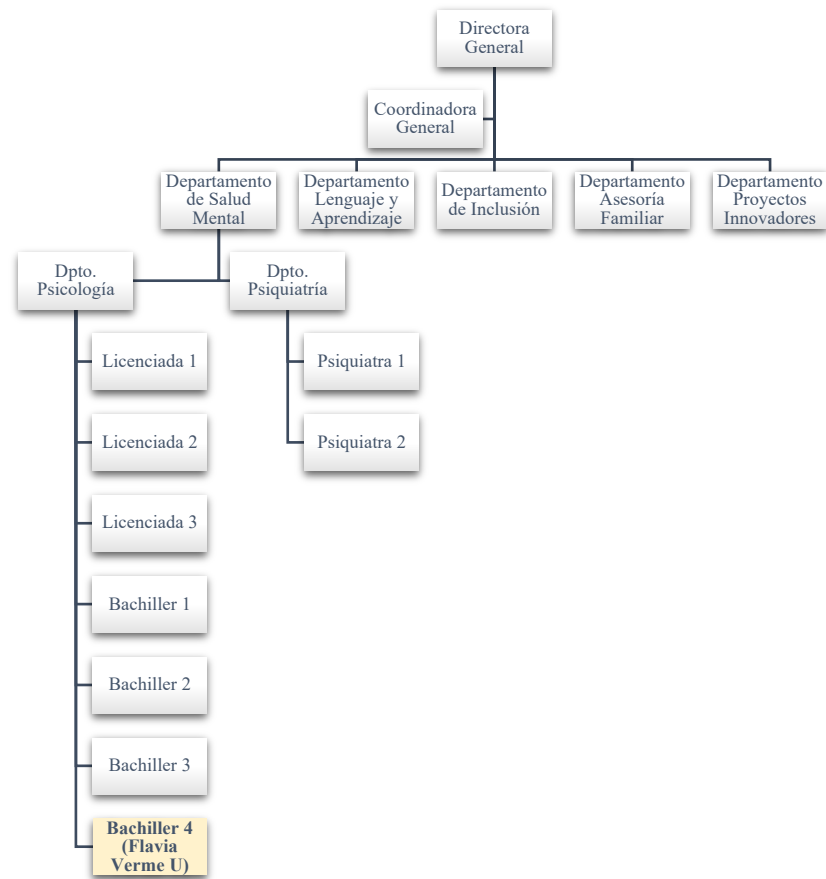 Directora
General
Coordinadora
General
Departamento
de Salud
Mental
Departamento
Lenguaje y
Aprendizaje
Departamento
de Inclusión
Departamento
Asesoría
Familiar
Departamento
Proyectos
Innovadores
Dpto.
Psicología
Dpto.
Psiquiatría
Licenciada 1
Licenciada 2
Licenciada 3
Bachiller 1
Bachiller 2
Bachiller 3
Bachiller 4
(Flavia
Verme U)
Psiquiatra 1
Psiquiatra 2